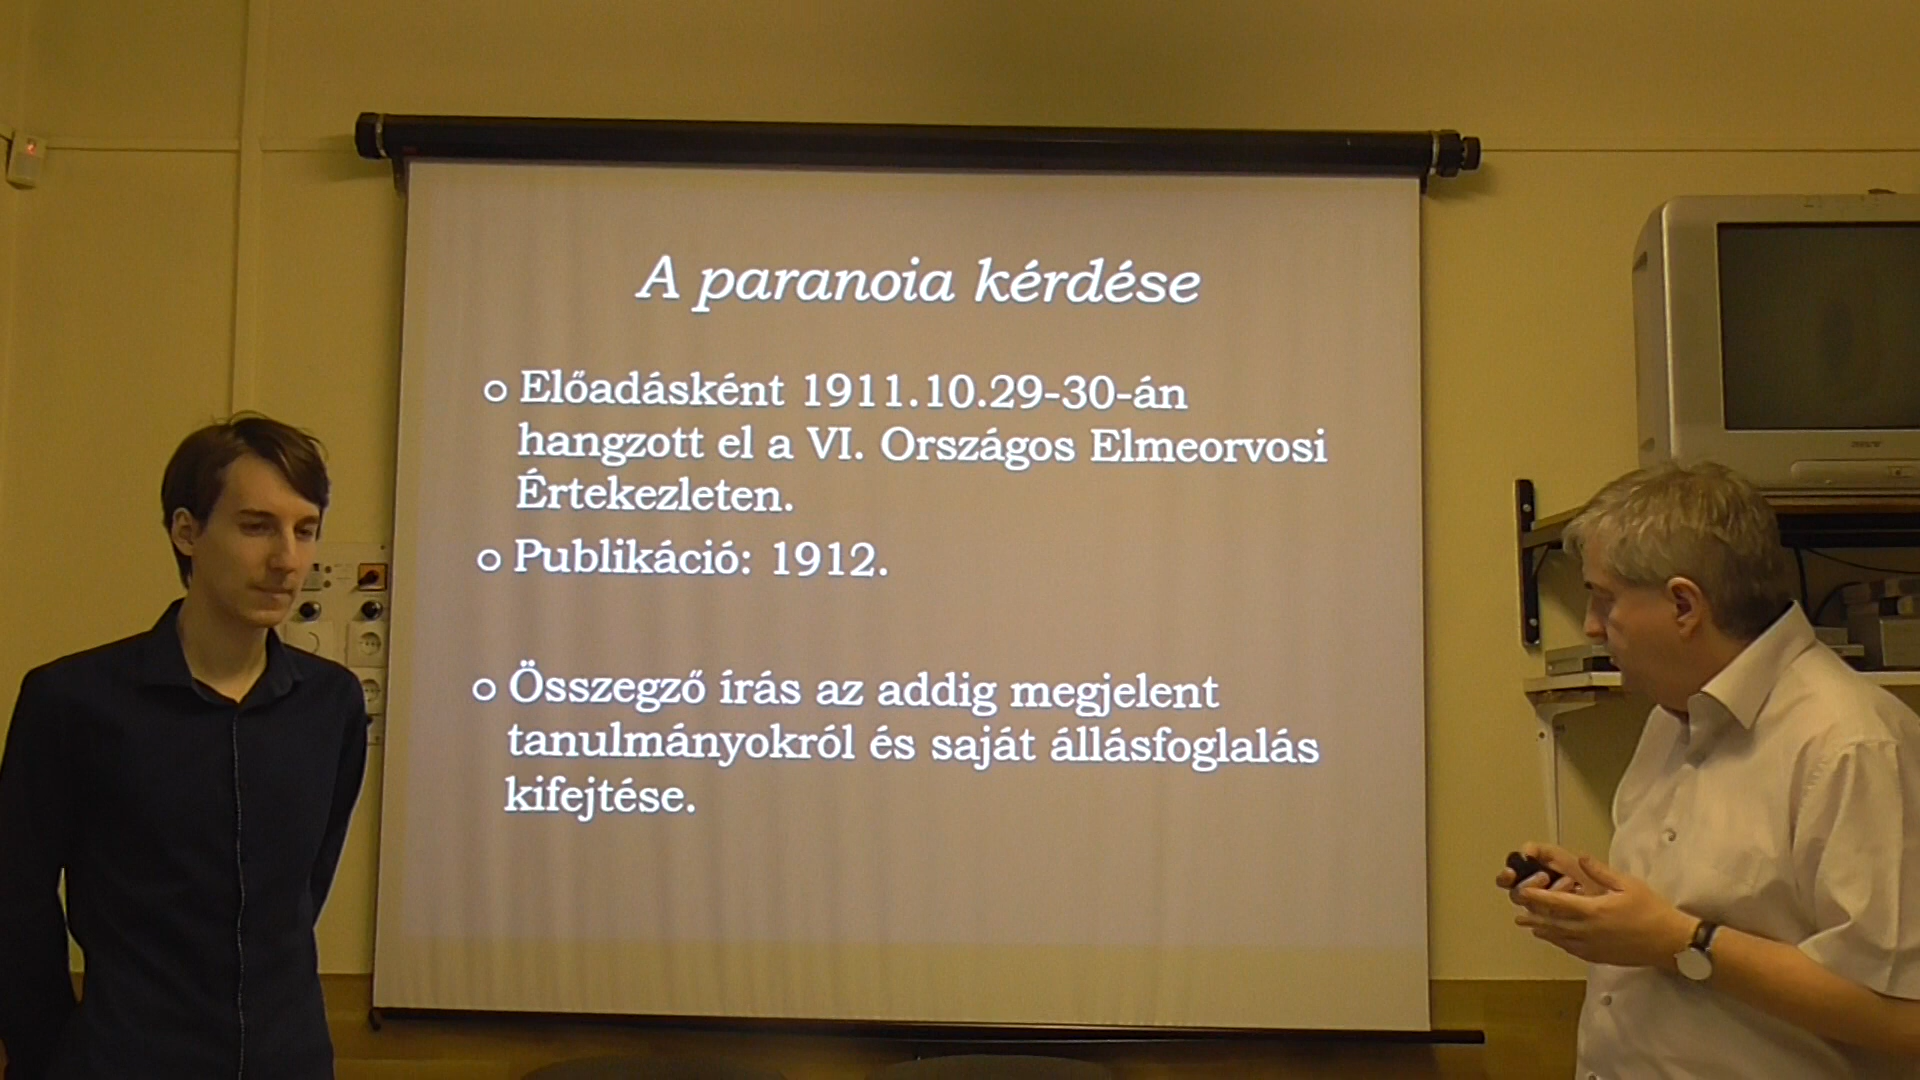 A paranoia kérdése
o Előadásként 1911.10.29-30-án
hangzott el a VI. Országos Elmeorvosi
Értekezleten.
o Publikáció: 1912.
o Összegző írás az addig megjelent
tanulmányokról és saját állásfoglalás
kifejtése.